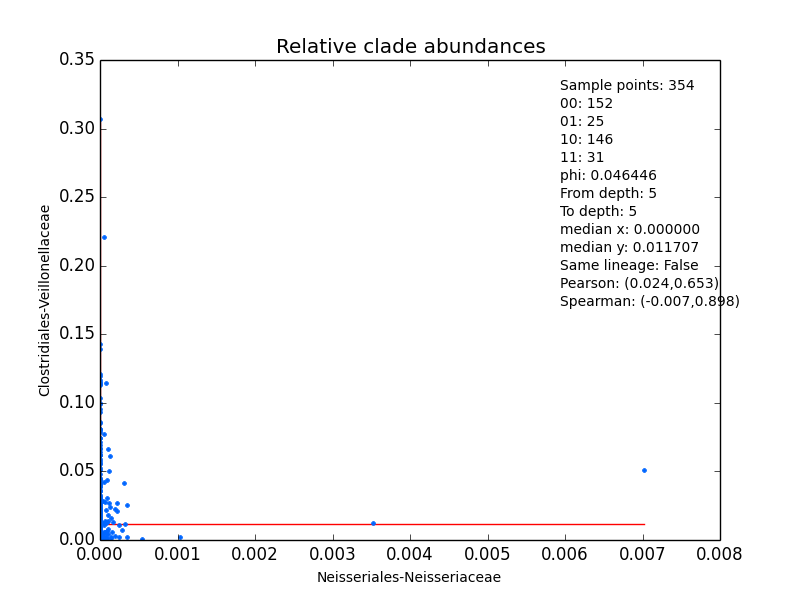 Relative clade abundances
0.35
0.30
0.25
0.20
0.15
0.10
0.05
0.00
Clostridiales-Veillonellaceae
Sample points: 354
00: 152
01: 25
10: 146
11: 31
phi: 0.046446
From depth: 5
To depth: 5
median x: 0.000000
median y: 0.011707
Same lineage: False
Pearson: (0.024,0.653)
Spearman: (-0.007,0.898)
0.000 0.001 0.002 0.003 0.004 0.005 0.006 0.007 0.008
Neisseriales-Neisseriaceae